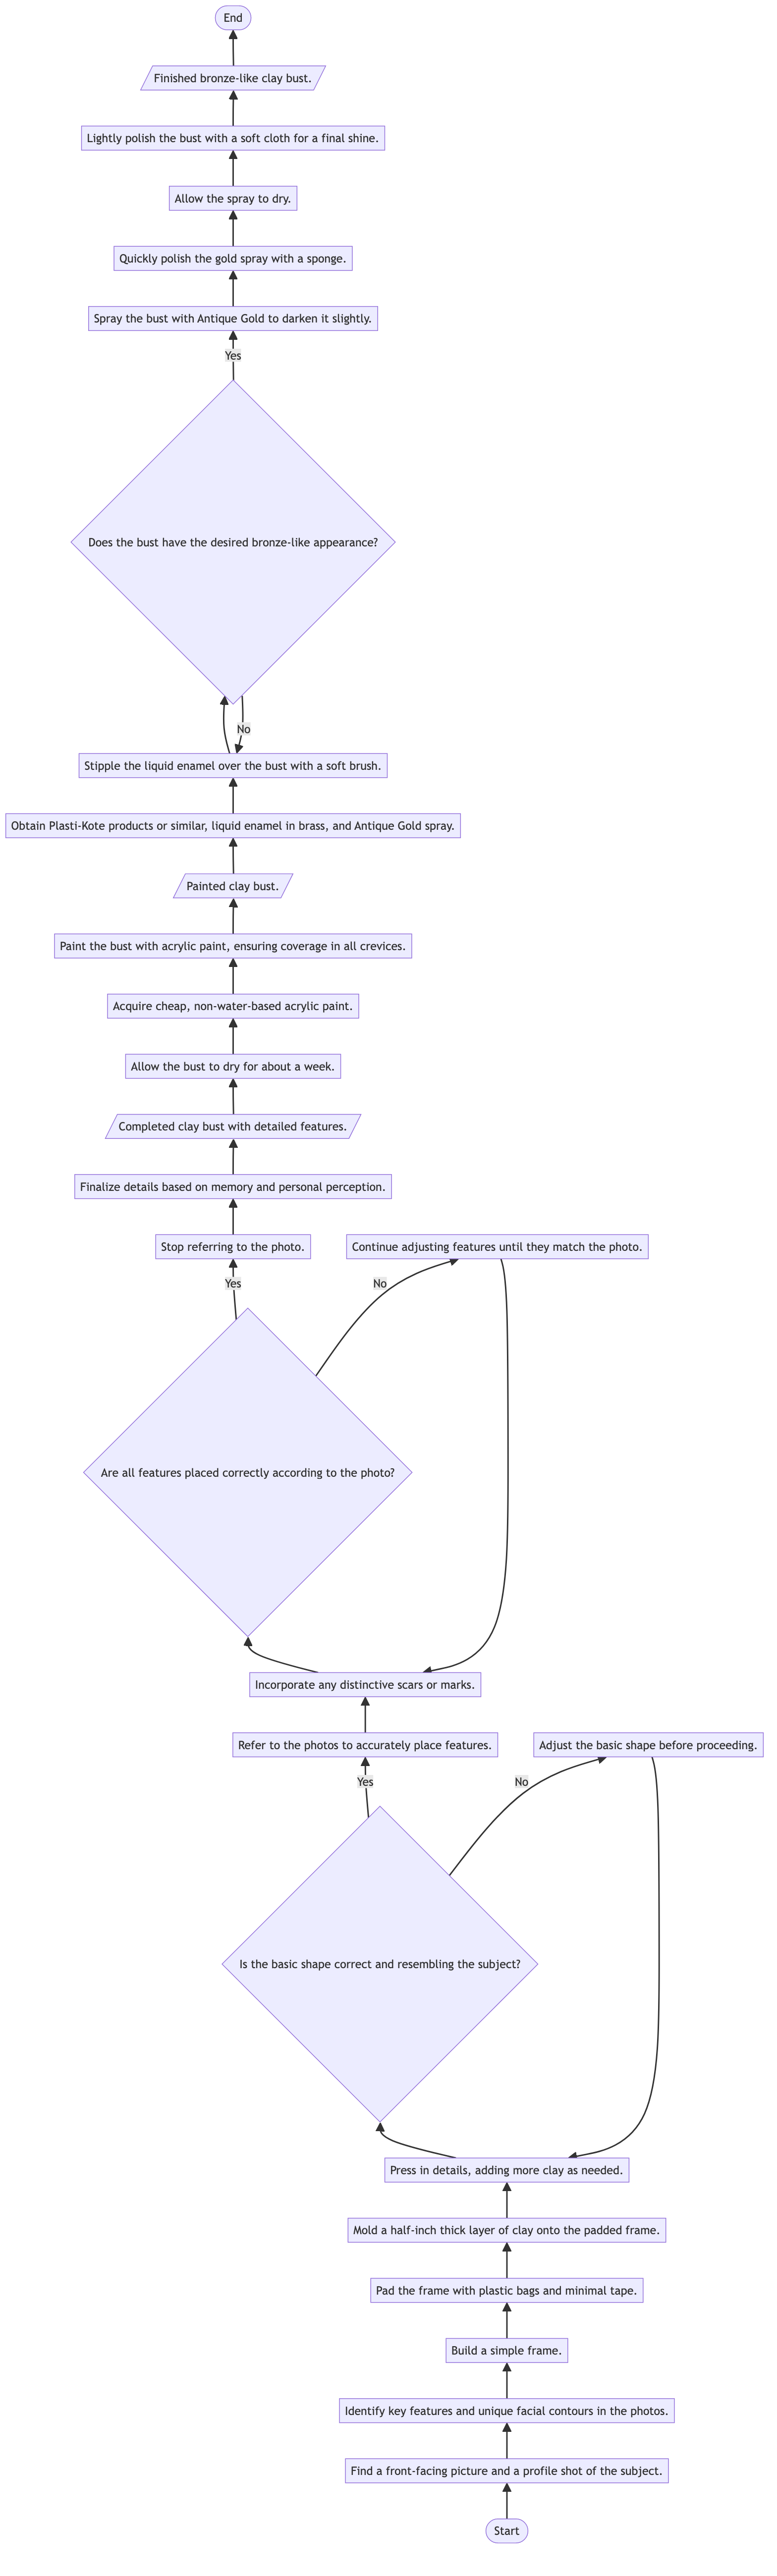 End
Finished bronze-like clay bust.
Lightly polish the bust with a soft cloth for a final shine.
Allow the spray to dry.
Quickly polish the gold spray with a sponge.
Spray the bust with Antique Gold to darken it slightly.
Yes
Does the bust have the desired bronze-like appearance?
No
Stipple the liquid enamel over the bust with a soft brush.
Obtain Plasti-Kote products or similar, liquid enamel in brass, and Antique Gold spray.
Painted clay bust.
Paint the bust with acrylic paint, ensuring coverage in all crevices.
Acquire cheap, non-water-based acrylic paint.
Allow the bust to dry for about a week.
Completed clay bust with detailed features.
Finalize details based on memory and personal perception.
Stop referring to the photo.
Continue adjusting features until they match the photo.
Yes
No
Are all features placed correctly according to the photo?
Incorporate any distinctive scars or marks.
Refer to the photos to accurately place features.
Adjust the basic shape before proceeding.
Yes
No
Is the basic shape correct and resembling the subject?
Press in details, adding more clay as needed.
Mold a half-inch thick layer of clay onto the padded frame.
Pad the frame with plastic bags and minimal tape.
Build a simple frame.
Identify key features and unique facial contours in the photos.
Find a front-facing picture and a profile shot of the subject.
Start